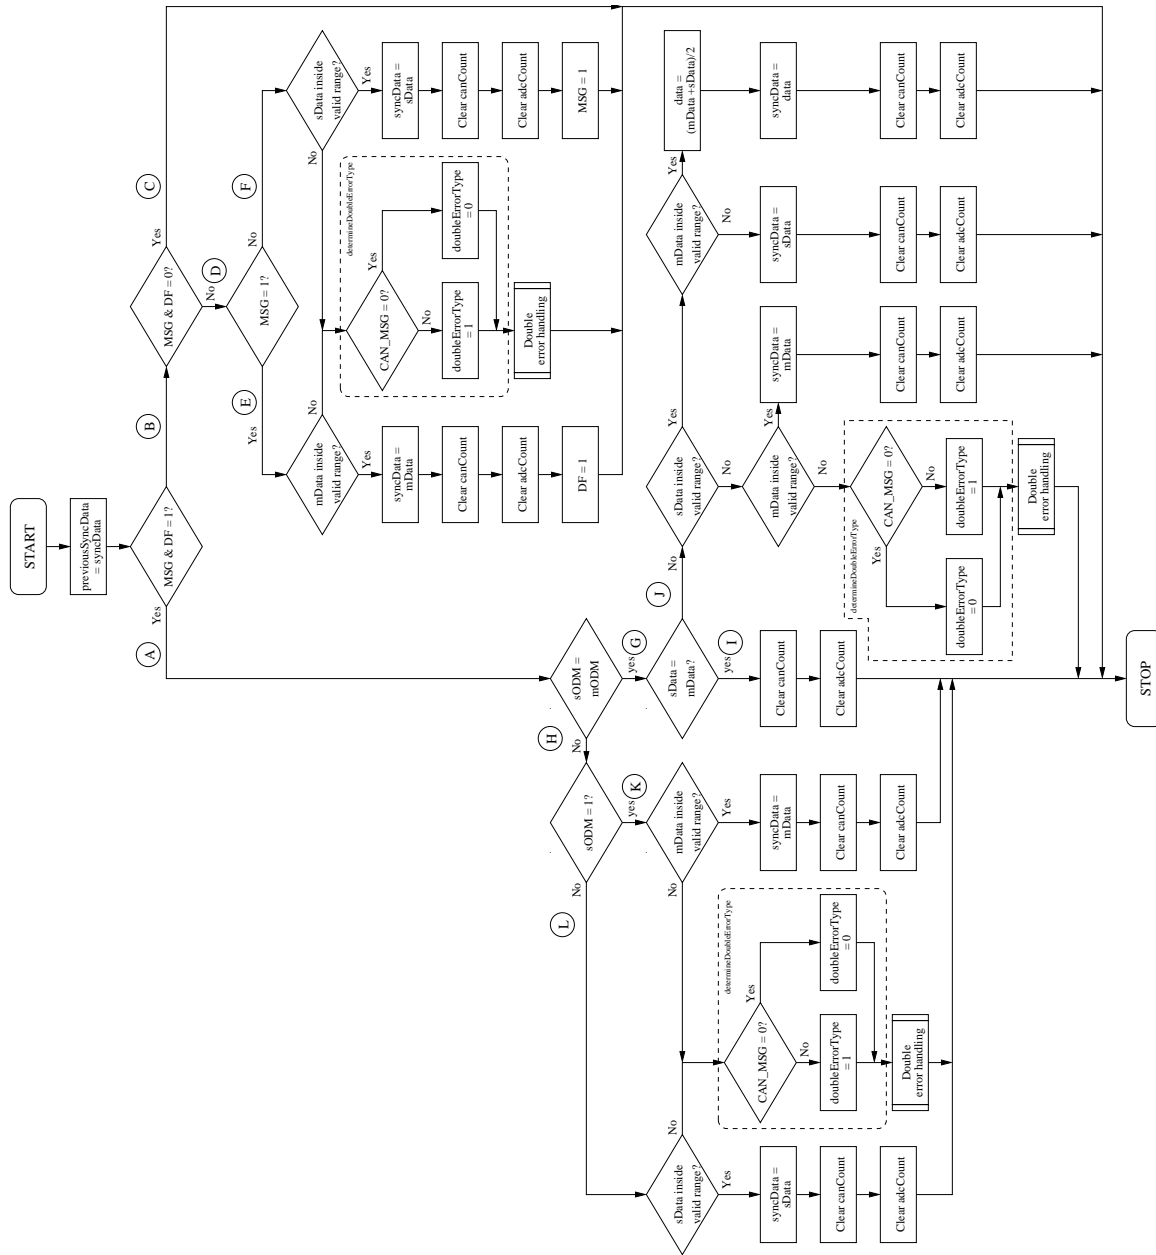 START
previousSyncData
= syncData
MSG & DF = 1?
Yes
A
B
MSG & DF = 0?
Yes
C
No
D
MSG = 1?
Yes
E
No
F
mData inside
valid range?
No
Yes
syncData =
mData
Clear canCount
Clear adcCount
DF = 1
sData inside
valid range?
No
Yes
syncData =
sData
Clear canCount
Clear adcCount
MSG = 1
determineDoubleErrorType
CAN_MSG = 0?
Yes
No
doubleErrorType
= 1
doubleErrorType
= 0
Double
error handling
sODM =
mODM
yes
G
No
H
sODM = 1?
yes
K
No
L
sData =
mData?
yes
I
No
J
Clear canCount
Clear adcCount
sData inside
valid range?
Yes
No
mData inside
valid range?
Yes
No
data =
(mData +sData)/2
syncData =
data
Clear canCount
Clear adcCount
syncData =
sData
Clear canCount
Clear adcCount
mData inside
valid range?
Yes
No
syncData =
mData
Clear canCount
Clear adcCount
determineDoubleErrorType
CAN_MSG = 0?
Yes
No
doubleErrorType
= 0
doubleErrorType
= 1
Double
error handling
mData inside
valid range?
No
Yes
syncData =
mData
Clear canCount
Clear adcCount
sData inside
valid range?
No
Yes
syncData =
sData
Clear canCount
Clear adcCount
determineDoubleErrorType
CAN_MSG = 0?
Yes
No
doubleErrorType
= 1
doubleErrorType
= 0
Double
error handling
STOP